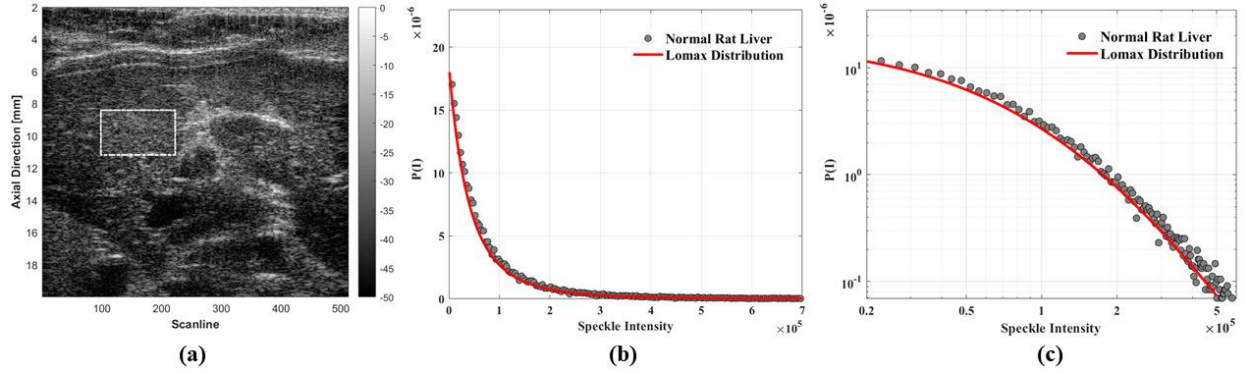 2
4
6
8
10
12
14
16
18
Axial Direction [mm]
100 200 300 400 500
Scanline
0
-5
-10
-15
-20
-25
-30
-35
-40
-45
-50
(a)
×10⁻⁶
20
15
10
5
0
P(I)
Normal Rat Liver
Lomax Distribution
0 1 2 3 4 5 6 7
Speckle Intensity
×10⁵
(b)
×10⁻⁶
10¹
10⁰
10⁻¹
P(I)
Normal Rat Liver
Lomax Distribution
0.2 0.5 1 2 5
Speckle Intensity
×10⁵
(c)